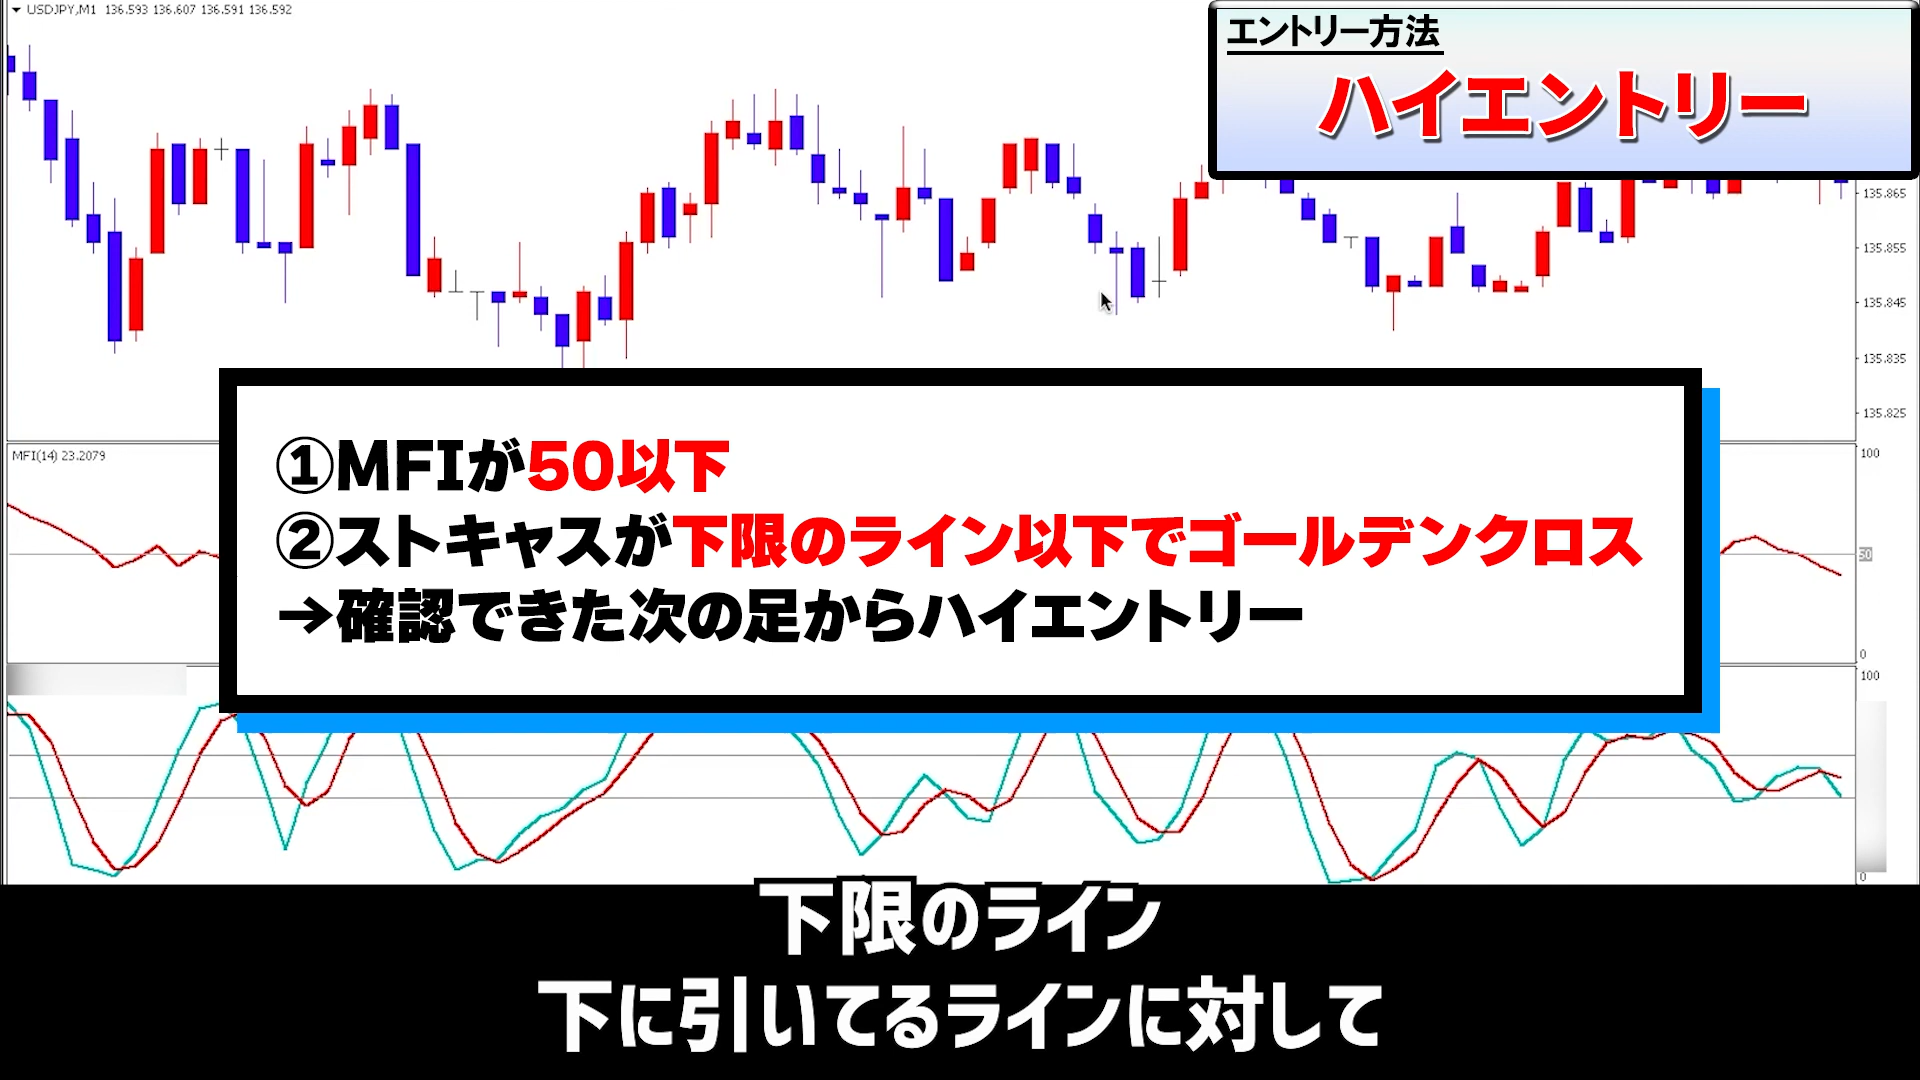 USDJPY,M1 136.593 136.607 136.591 136.592
エントリー方法
ハイエントリー
135.865
135.855
135.845
135.835
135.825
MFI(14) 23.2079
100
50
0
①MFIが50以下
②ストキャスが下限のライン以下でゴールデンクロス
→確認できた次の足からハイエントリー
100
0
下限のライン
下に引いてるラインに対して